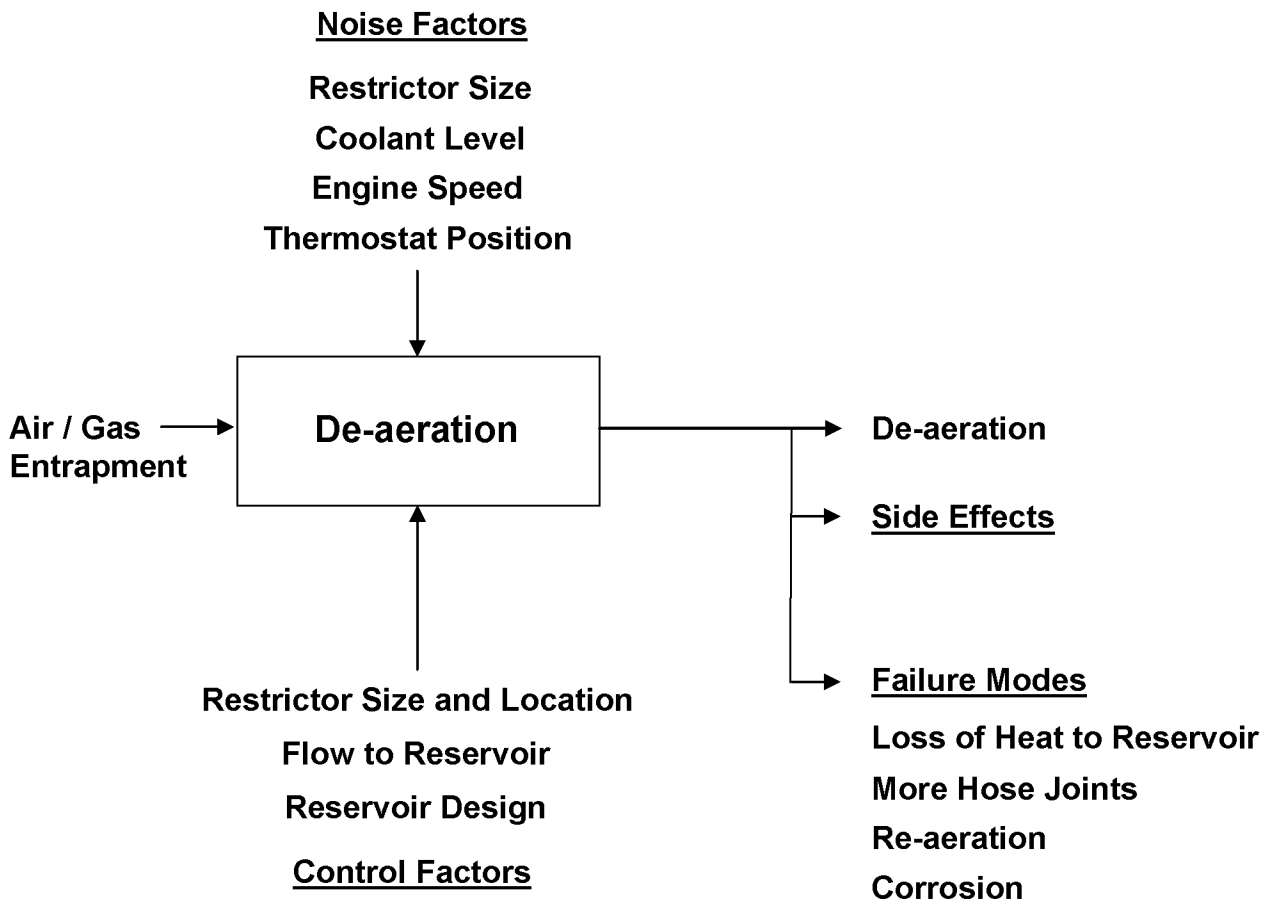 Noise Factors
Restrictor Size
Coolant Level
Engine Speed
Thermostat Position
Air / Gas
Entrapment
De-aeration
De-aeration
Side Effects
Failure Modes
Loss of Heat to Reservoir
More Hose Joints
Re-aeration
Corrosion
Restrictor Size and Location
Flow to Reservoir
Reservoir Design
Control Factors